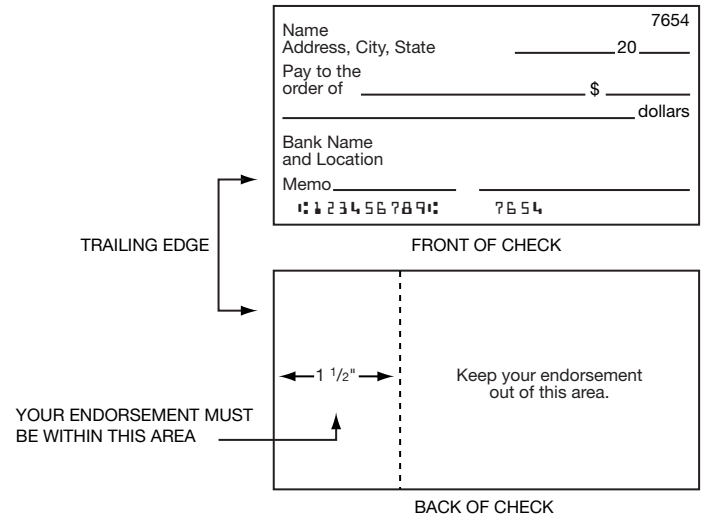 7654
Name
Address, City, State
20
Pay to the
order of $
dollars
Bank Name
and Location
Memo
⑆123456789⑆ 7654
TRAILING EDGE
FRONT OF CHECK
1 1/2"
Keep your endorsement
out of this area.
YOUR ENDORSEMENT MUST
BE WITHIN THIS AREA
BACK OF CHECK